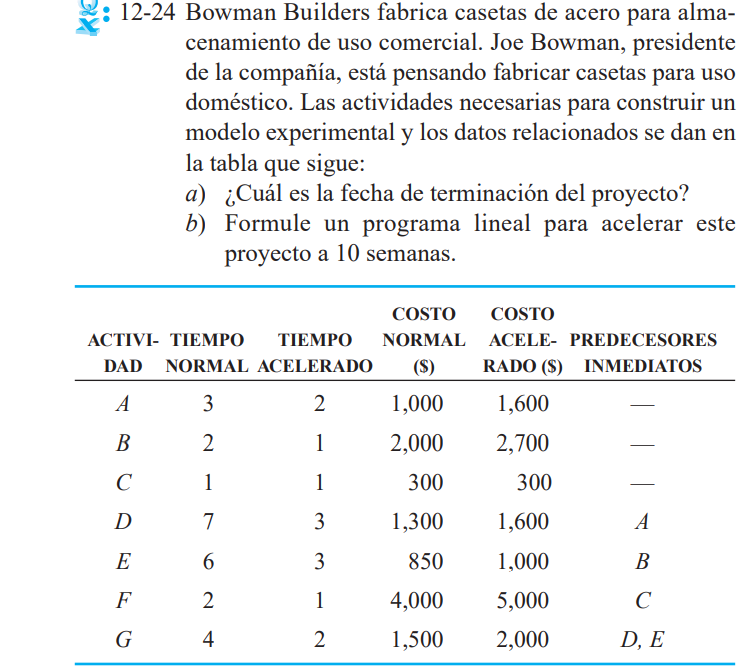 12-24 Bowman Builders fabrica casetas de acero para alma-
cenamiento de uso comercial. Joe Bowman, presidente
de la compañía, está pensando fabricar casetas para uso
doméstico. Las actividades necesarias para construir un
modelo experimental y los datos relacionados se dan en
la tabla que sigue:
a) ¿Cuál es la fecha de terminación del proyecto?
b) Formule un programa lineal para acelerar este
proyecto a 10 semanas.
COSTO COSTO
ACTIVI- TIEMPO TIEMPO NORMAL ACELE- PREDECESORES
DAD NORMAL ACELERADO ($) RADO ($) INMEDIATOS
A 3 2 1,000 1,600 —
B 2 1 2,000 2,700 —
C 1 1 300 300 —
D 7 3 1,300 1,600 A
E 6 3 850 1,000 B
F 2 1 4,000 5,000 C
G 4 2 1,500 2,000 D, E